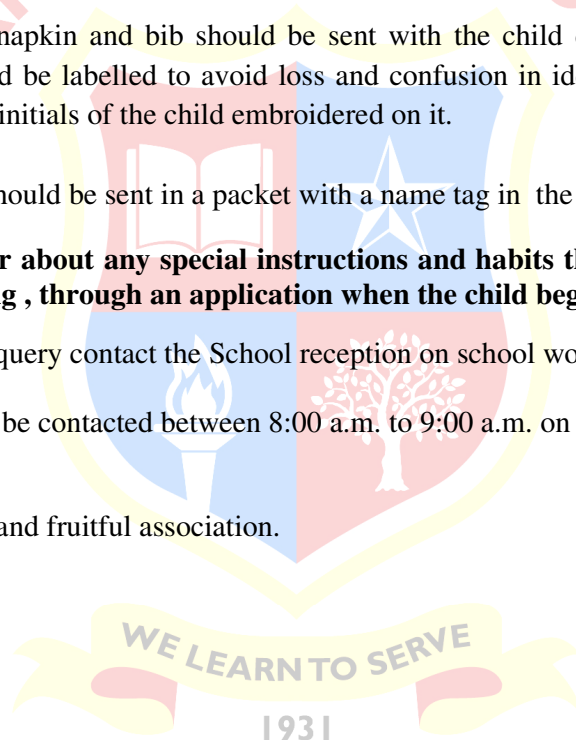 napkin and bib should be sent with the child
d be labelled to avoid loss and confusion in id
initials of the child embroidered on it.
hould be sent in a packet with a name tag in the
r about any special instructions and habits th
g , through an application when the child beg
query contact the School reception on school wo
be contacted between 8:00 a.m. to 9:00 a.m. on
and fruitful association.
WE LEARN TO SERVE
1931